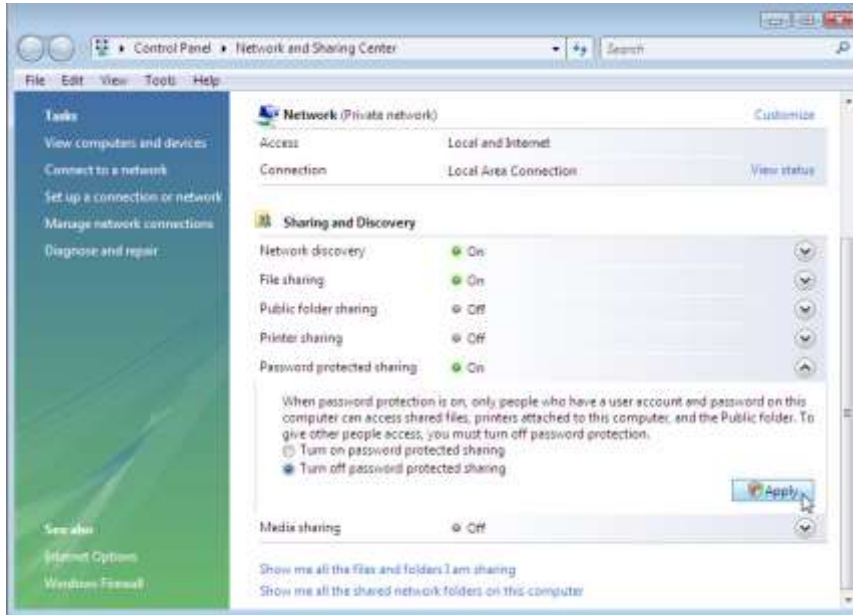 Control Panel ▸ Network and Sharing Center
Search
File Edit View Tools Help
Tasks
View computers and devices
Connect to a network
Set up a connection or network
Manage network connections
Diagnose and repair
See also
Internet Options
Windows Firewall
Network (Private network) Customize
Access Local and Internet
Connection Local Area Connection View status
Sharing and Discovery
Network discovery On
File sharing On
Public folder sharing Off
Printer sharing Off
Password protected sharing On
When password protection is on, only people who have a user account and password on this
computer can access shared files, printers attached to this computer, and the Public folder. To
give other people access, you must turn off password protection.
Turn on password protected sharing
Turn off password protected sharing
Apply
Media sharing Off
Show me all the files and folders I am sharing
Show me all the shared network folders on this computer